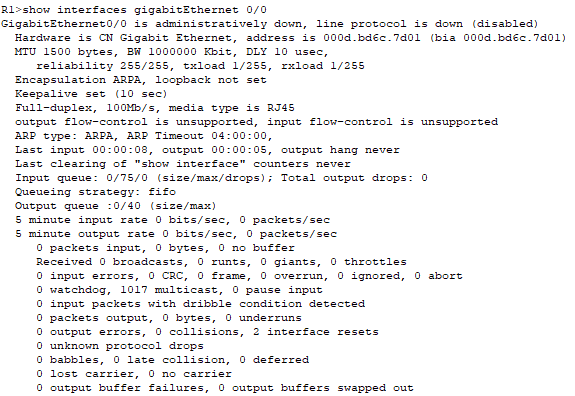 R1>show interfaces gigabitEthernet 0/0
GigabitEthernet0/0 is administratively down, line protocol is down (disabled)
Hardware is CN Gigabit Ethernet, address is 000d.bd6c.7d01 (bia 000d.bd6c.7d01)
MTU 1500 bytes, BW 1000000 Kbit, DLY 10 usec,
reliability 255/255, txload 1/255, rxload 1/255
Encapsulation ARPA, loopback not set
Keepalive set (10 sec)
Full-duplex, 100Mb/s, media type is RJ45
output flow-control is unsupported, input flow-control is unsupported
ARP type: ARPA, ARP Timeout 04:00:00,
Last input 00:00:08, output 00:00:05, output hang never
Last clearing of "show interface" counters never
Input queue: 0/75/0 (size/max/drops); Total output drops: 0
Queueing strategy: fifo
Output queue :0/40 (size/max)
5 minute input rate 0 bits/sec, 0 packets/sec
5 minute output rate 0 bits/sec, 0 packets/sec
0 packets input, 0 bytes, 0 no buffer
Received 0 broadcasts, 0 runts, 0 giants, 0 throttles
0 input errors, 0 CRC, 0 frame, 0 overrun, 0 ignored, 0 abort
0 watchdog, 1017 multicast, 0 pause input
0 input packets with dribble condition detected
0 packets output, 0 bytes, 0 underruns
0 output errors, 0 collisions, 2 interface resets
0 unknown protocol drops
0 babbles, 0 late collision, 0 deferred
0 lost carrier, 0 no carrier
0 output buffer failures, 0 output buffers swapped out